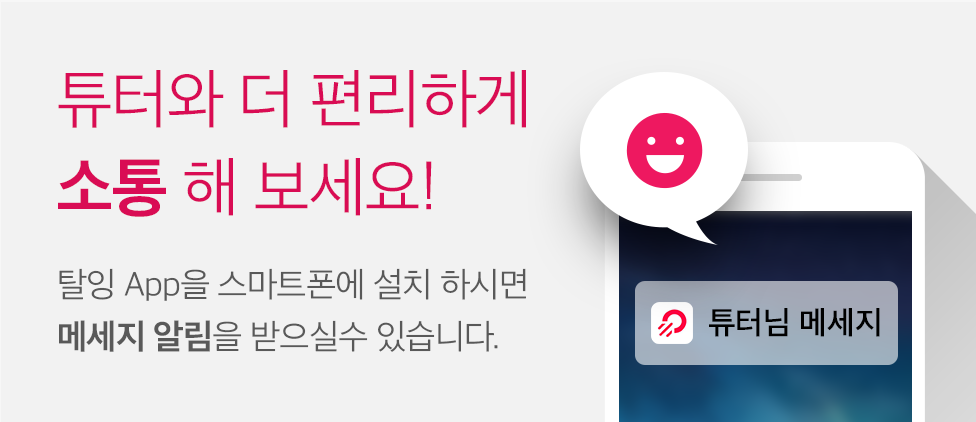 튜터와 더 편리하게
소통 해 보세요!
탈잉 App을 스마트폰에 설치 하시면
메세지 알림을 받으실수 있습니다.
튜터님 메세지